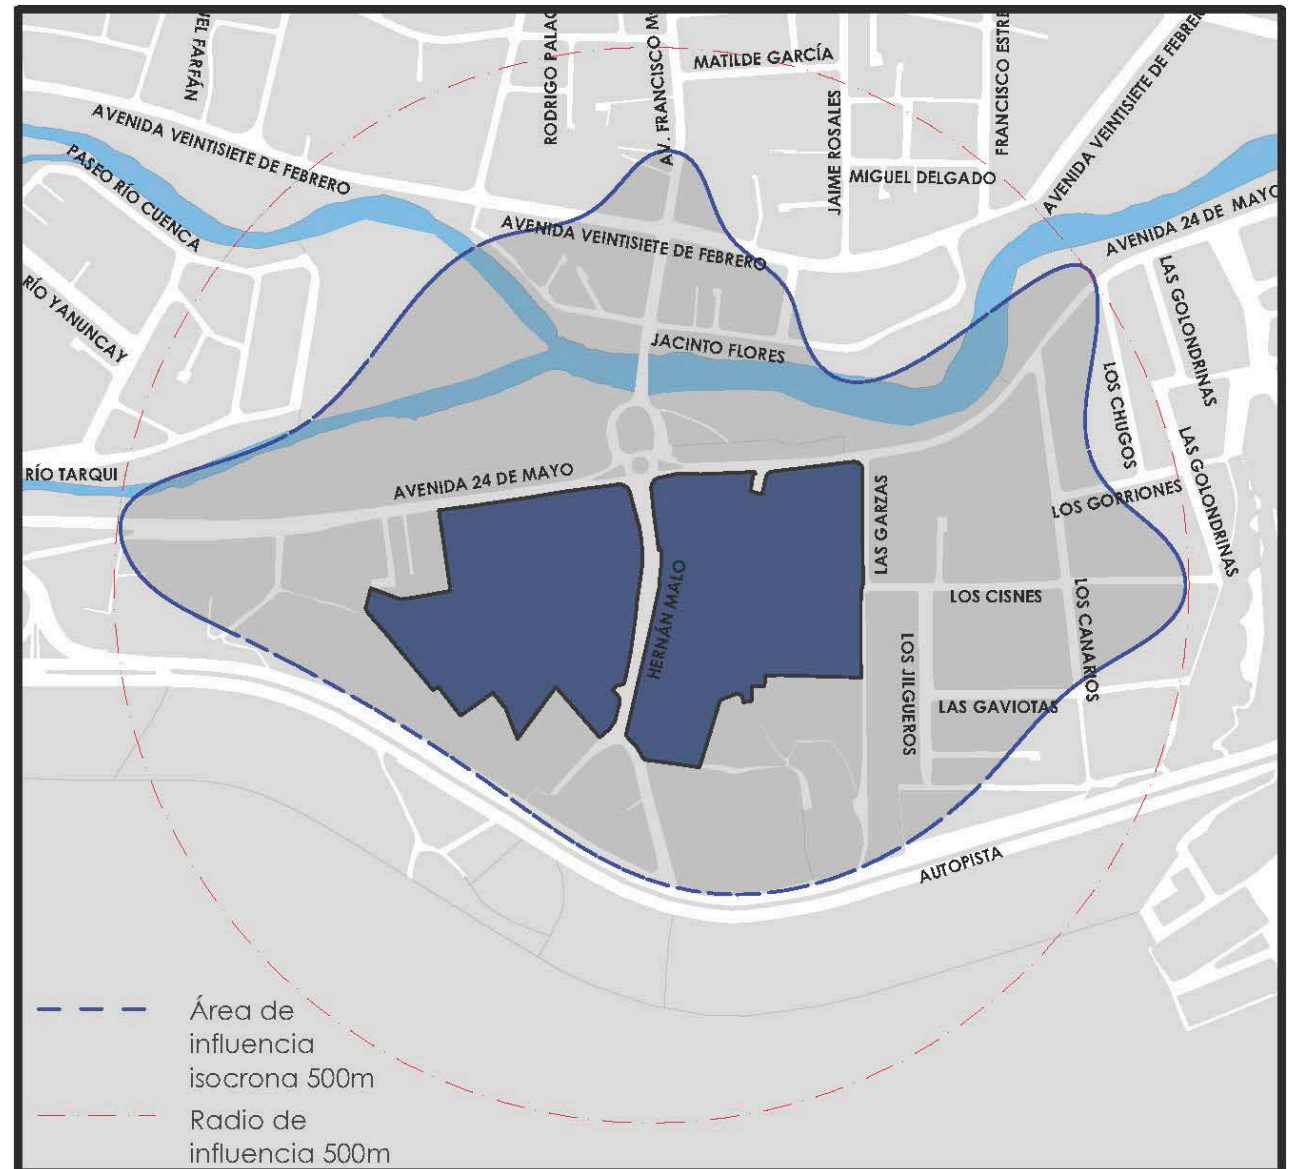 MATILDE GARCÍA
RODRIGO PALAC
AV. FRANCISCO M
FRANCISCO ESTRE
AVENIDA VEINTISIETE DE FEBRER
EL FARFÁN
JAIME ROSALES
AVENIDA VEINTISIETE DE FEBRERO
MIGUEL DELGADO
PASEO RÍO CUENCA
AVENIDA 24 DE MAYO
AVENIDA VEINTISIETE DE FEBRERO
RÍO YANUNCAY
LAS GOLONDRINAS
JACINTO FLORES
LOS CHUGOS
RÍO TARQUI
AVENIDA 24 DE MAYO
LAS GOLONDRINAS
LAS GARZAS
LOS GORRIONES
HERNÁN MALO
LOS CISNES
LOS CANARIOS
LOS JILGUEROS
LAS GAVIOTAS
AUTOPISTA
Área de
influencia
isocrona 500m
Radio de
influencia 500m